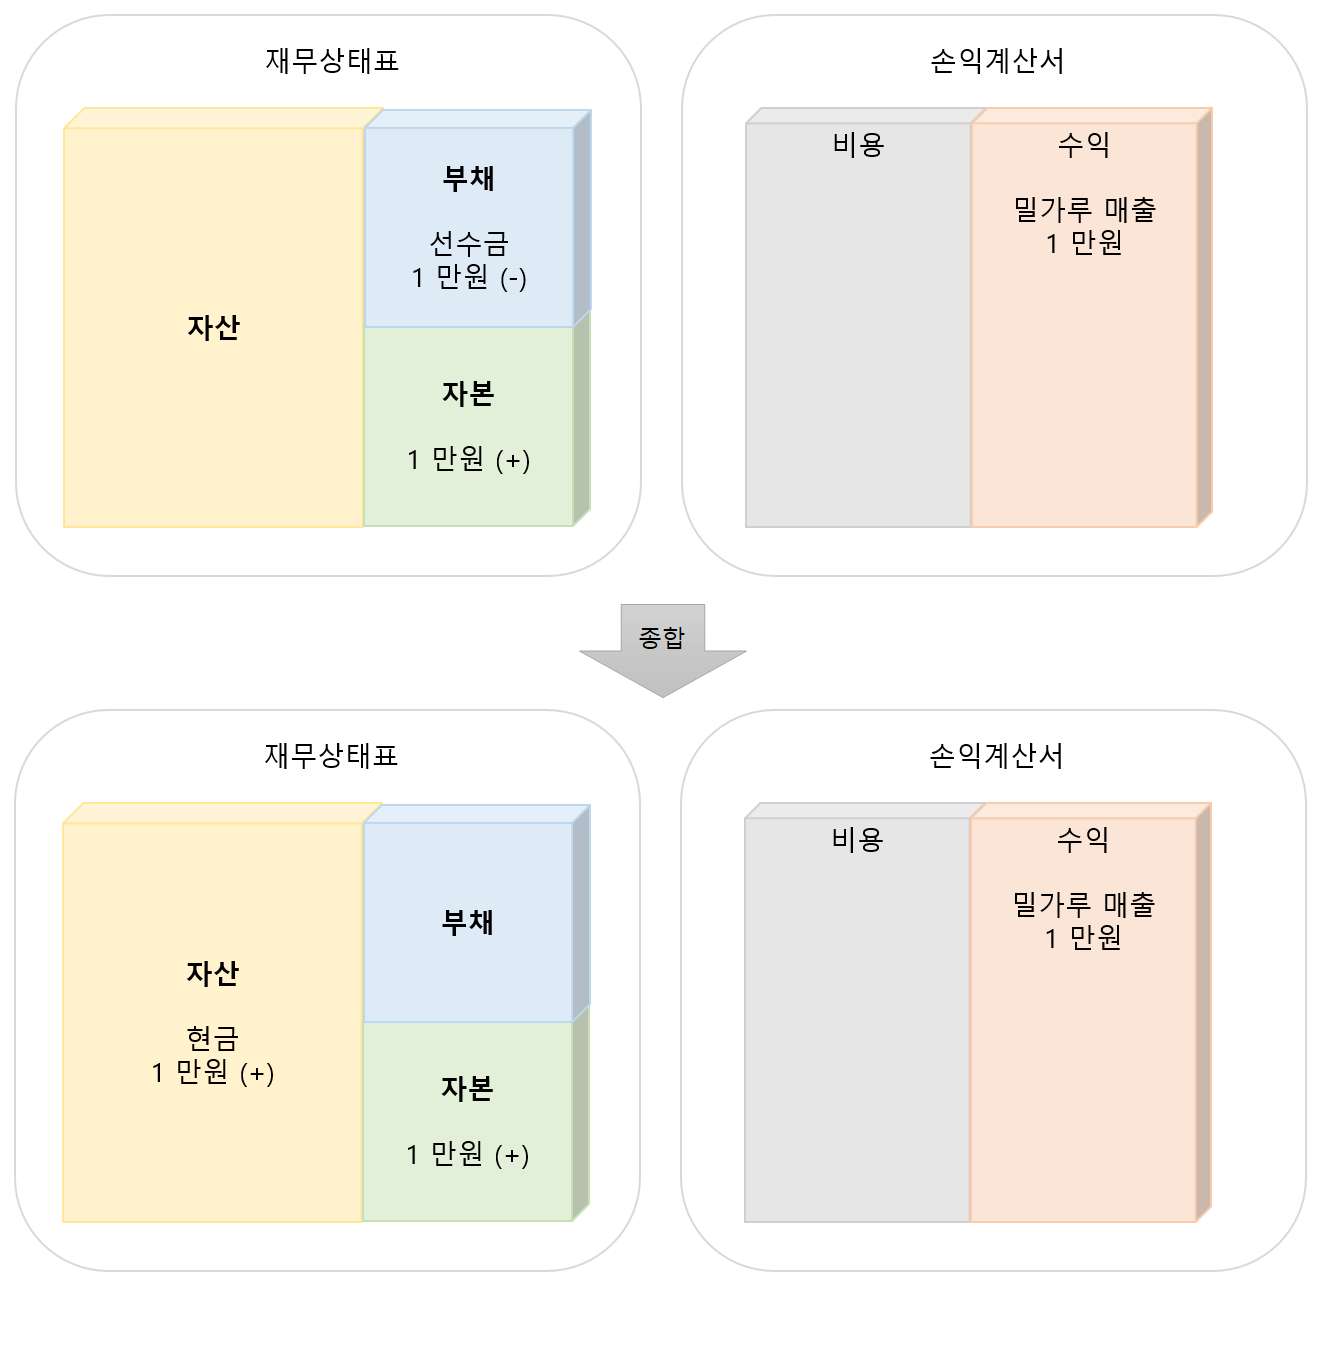 재무상태표
자산
부채
선수금
1 만원 (-)
자본
1 만원 (+)
손익계산서
비용
수익
밀가루 매출
1 만원
종합
재무상태표
자산
현금
1 만원 (+)
부채
자본
1 만원 (+)
손익계산서
비용
수익
밀가루 매출
1 만원